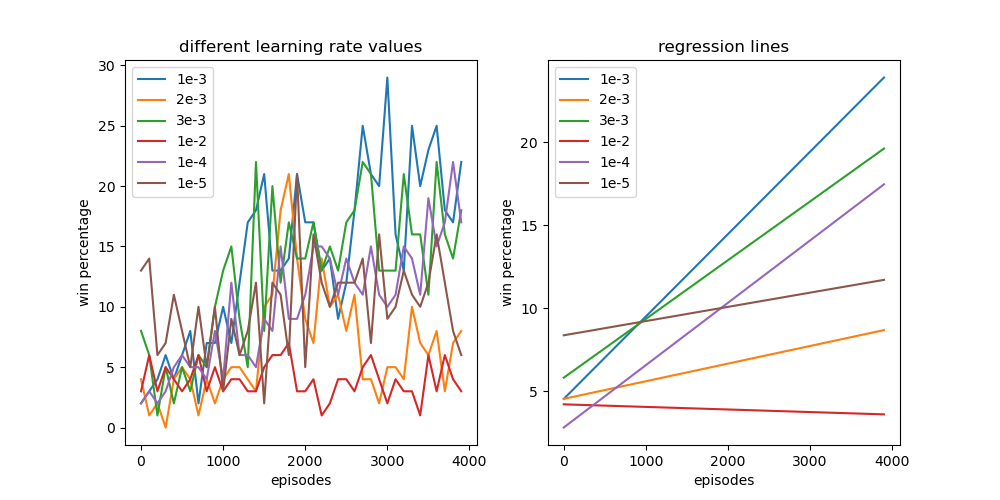 different learning rate values
30
25
20
15
10
5
0
win percentage
1e-3
2e-3
3e-3
1e-2
1e-4
1e-5
0 1000 2000 3000 4000
episodes
regression lines
20
15
10
5
win percentage
1e-3
2e-3
3e-3
1e-2
1e-4
1e-5
0 1000 2000 3000 4000
episodes